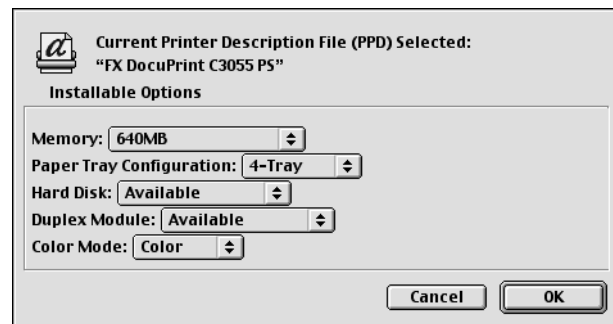 Current Printer Description File (PPD) Selected:
“FX DocuPrint C3055 PS”
Installable Options
Memory: 640MB
Paper Tray Configuration: 4-Tray
Hard Disk: Available
Duplex Module: Available
Color Mode: Color
Cancel OK